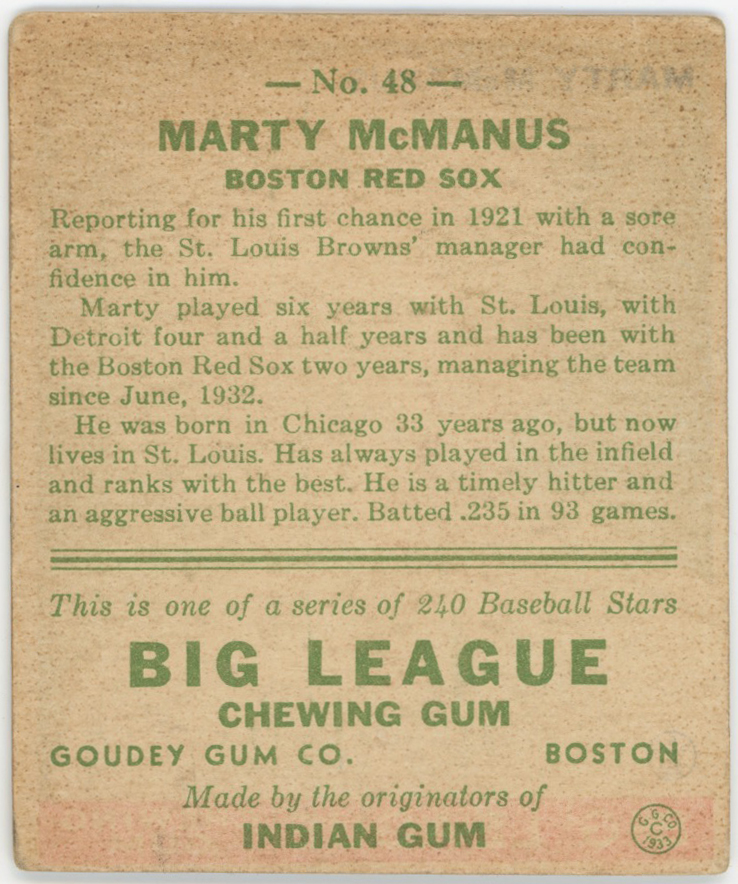 — No. 48 —
MARTY McMANUS
BOSTON RED SOX
Reporting for his first chance in 1921 with a sore
arm, the St. Louis Browns' manager had con-
fidence in him.
Marty played six years with St. Louis, with
Detroit four and a half years and has been with
the Boston Red Sox two years, managing the team
since June, 1932.
He was born in Chicago 33 years ago, but now
lives in St. Louis. Has always played in the infield
and ranks with the best. He is a timely hitter and
an aggressive ball player. Batted .235 in 93 games.
This is one of a series of 240 Baseball Stars
BIG LEAGUE
CHEWING GUM
GOUDEY GUM CO. BOSTON
Made by the originators of
INDIAN GUM
G. G. CO.
C
1933